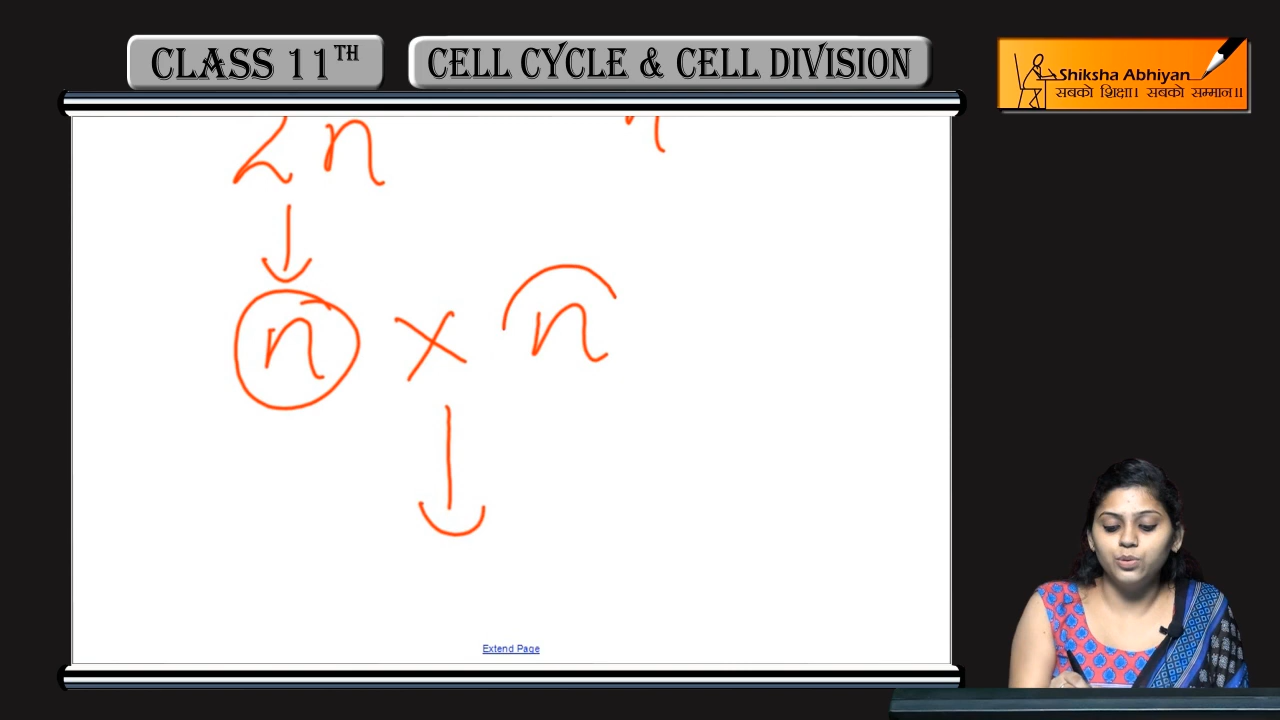 CLASS 11TH
CELL CYCLE & CELL DIVISION
Shiksha Abhiyan
सबको शिक्षा। सबको सम्मान।।
2n
n
n × n
Extend Page